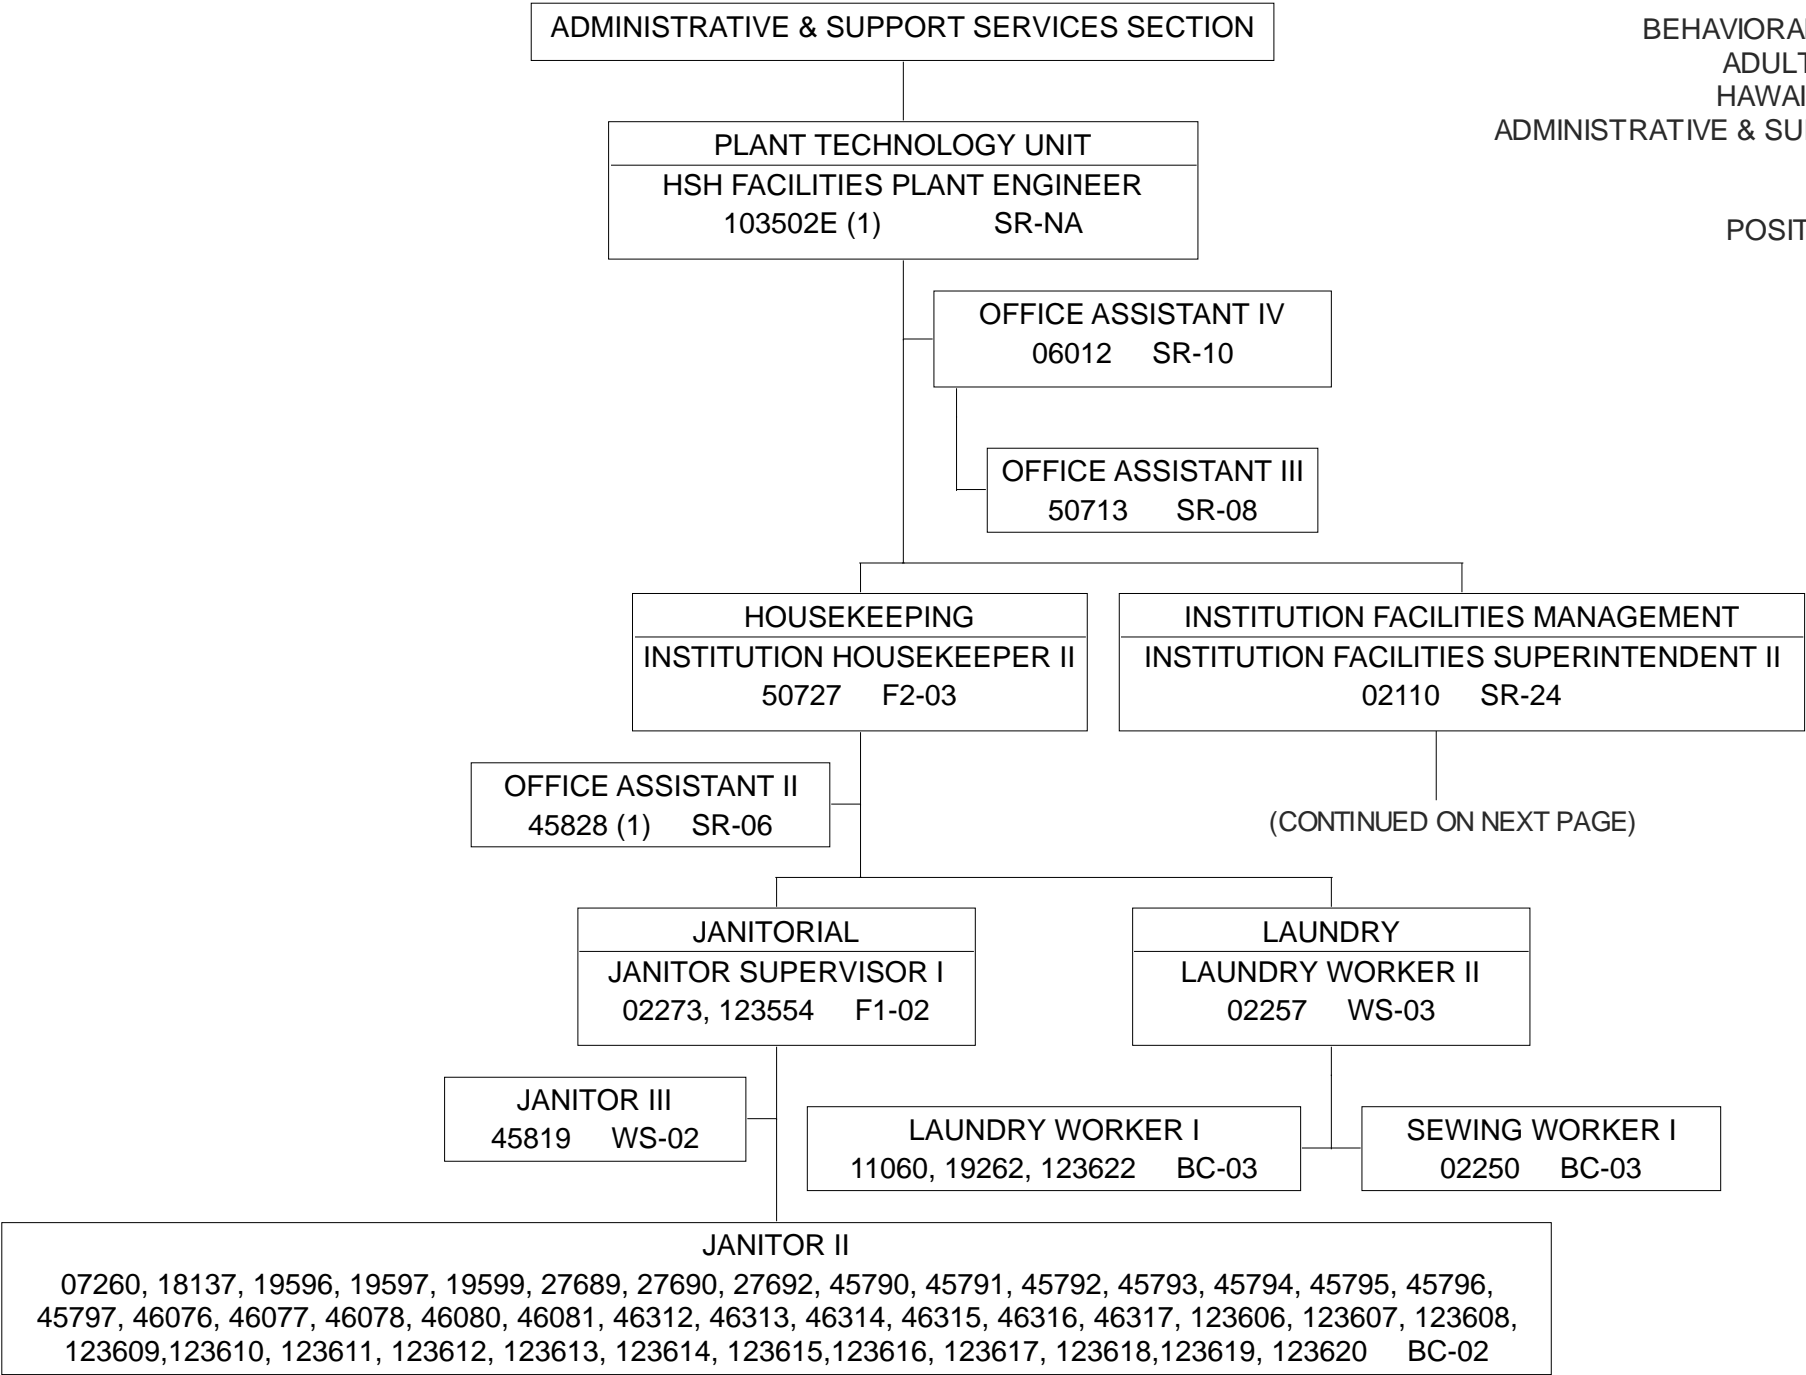 ADMINISTRATIVE & SUPPORT SERVICES SECTION
BEHAVIORAL
ADULT
HAWAI
ADMINISTRATIVE & SU
POSIT
PLANT TECHNOLOGY UNIT
HSH FACILITIES PLANT ENGINEER
103502E (1) SR-NA
OFFICE ASSISTANT IV
06012 SR-10
OFFICE ASSISTANT III
50713 SR-08
HOUSEKEEPING
INSTITUTION HOUSEKEEPER II
50727 F2-03
INSTITUTION FACILITIES MANAGEMENT
INSTITUTION FACILITIES SUPERINTENDENT II
02110 SR-24
OFFICE ASSISTANT II
45828 (1) SR-06
(CONTINUED ON NEXT PAGE)
JANITORIAL
JANITOR SUPERVISOR I
02273, 123554 F1-02
LAUNDRY
LAUNDRY WORKER II
02257 WS-03
JANITOR III
45819 WS-02
LAUNDRY WORKER I
11060, 19262, 123622 BC-03
SEWING WORKER I
02250 BC-03
JANITOR II
07260, 18137, 19596, 19597, 19599, 27689, 27690, 27692, 45790, 45791, 45792, 45793, 45794, 45795, 45796,
45797, 46076, 46077, 46078, 46080, 46081, 46312, 46313, 46314, 46315, 46316, 46317, 123606, 123607, 123608,
123609,123610, 123611, 123612, 123613, 123614, 123615,123616, 123617, 123618,123619, 123620 BC-02